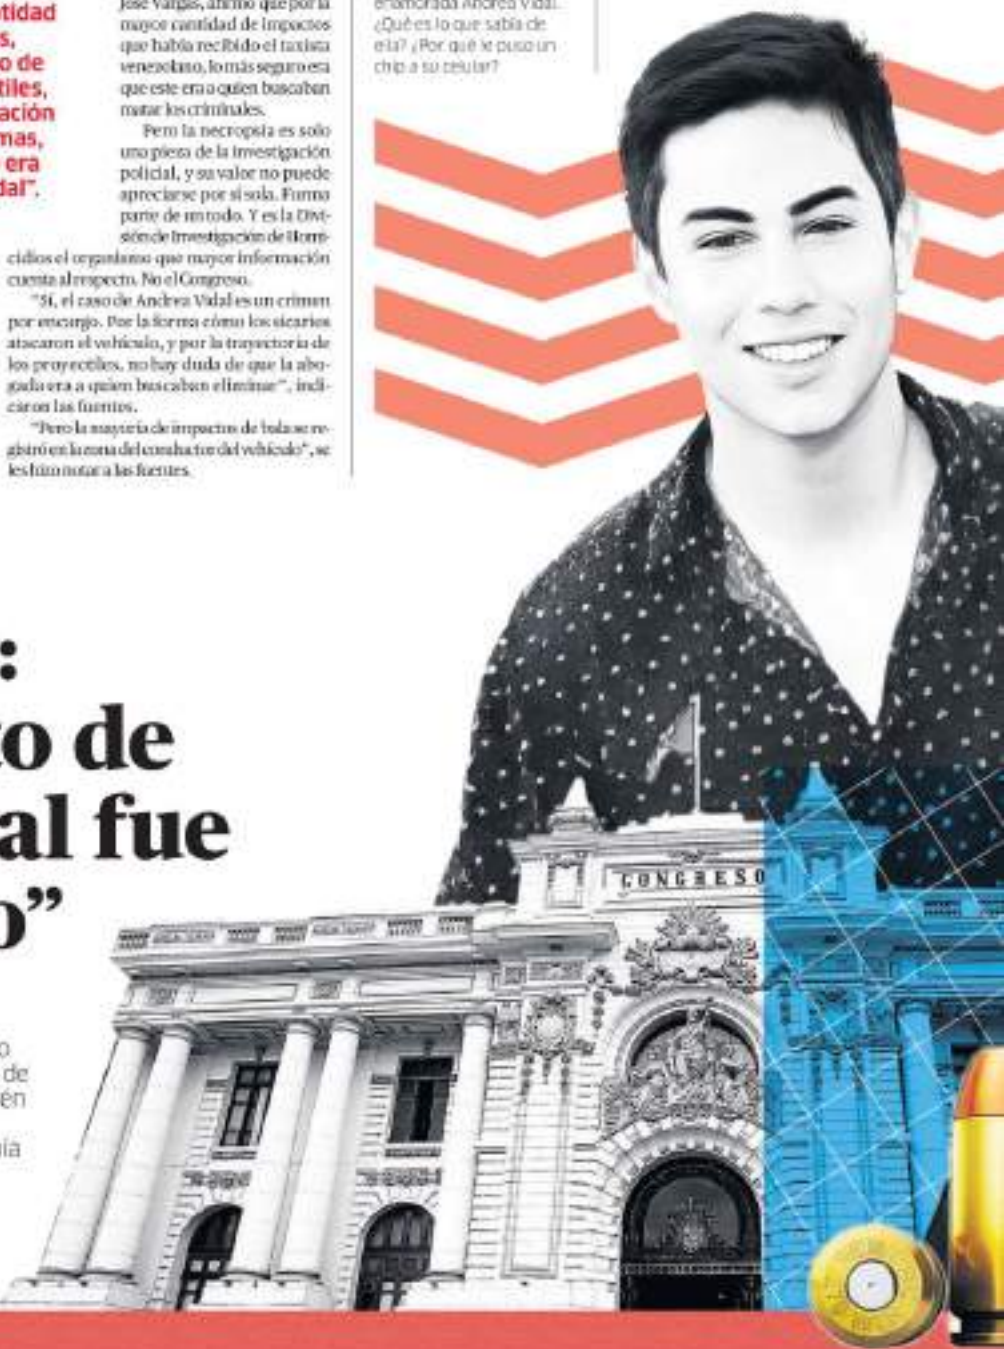 tidad
s,
o de
tiles,
ación
mas,
era
dal”.
José Vargas, afirmó que por la
mayor cantidad de impactos
que había recibido el taxista
venezolano, lo más seguro era
que este era a quien buscaban
matar los criminales.
Pero la necropsia es solo
una pieza de la investigación
policial, y su valor no puede
apreciarse por sí sola. Forma
parte de un todo. Y es la Divi-
sión de Investigación de Homi-
cidios el organismo que mayor información
cuenta al respecto. No el Congreso.
“Sí, el caso de Andrea Vidal es un crimen
por encargo. Por la forma cómo los sicarios
atacaron el vehículo, y por la trayectoria de
los proyectiles, no hay duda de que la abo-
gada era a quien buscaban eliminar”, indi-
caron las fuentes.
“Pero la mayoría de impactos de bala se re-
gistró en la zona del conductor del vehículo”, se
les hizo notar a las fuentes.
enamorada Andrea Vidal.
¿Qué es lo que sabía de
ella? ¿Por qué le puso un
chip a su celular?
:
to de
al fue
o”
o
de
én
ía
CONGRESO